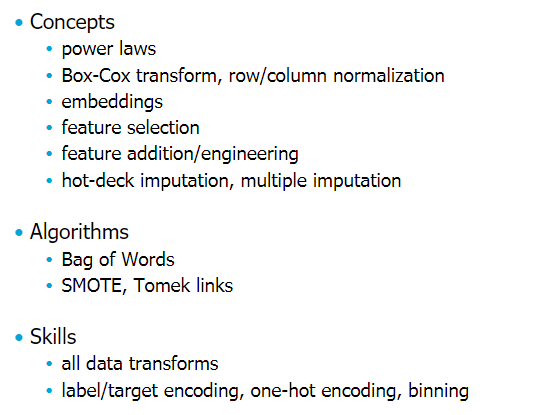 • Concepts
• power laws
• Box-Cox transform, row/column normalization
• embeddings
• feature selection
• feature addition/engineering
• hot-deck imputation, multiple imputation
• Algorithms
• Bag of Words
• SMOTE, Tomek links
• Skills
• all data transforms
• label/target encoding, one-hot encoding, binning